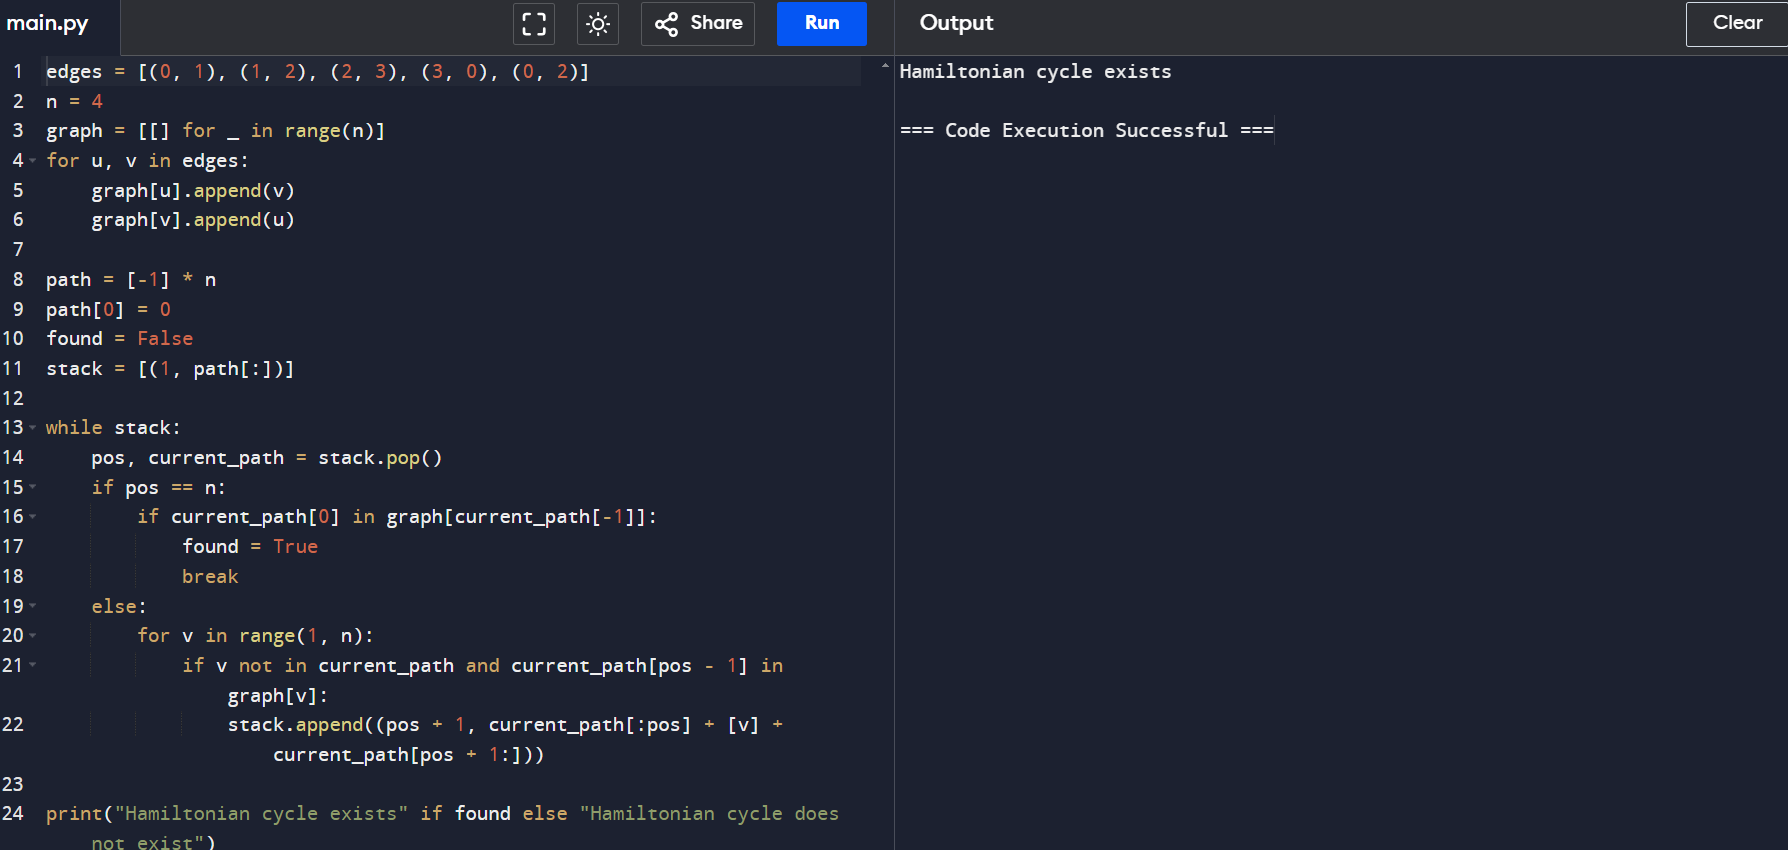 main.py
Share
Run
Output
Clear
1 edges = [(0, 1), (1, 2), (2, 3), (3, 0), (0, 2)]
2 n = 4
3 graph = [[] for _ in range(n)]
4 for u, v in edges:
5     graph[u].append(v)
6     graph[v].append(u)
7
8 path = [-1] * n
9 path[0] = 0
10 found = False
11 stack = [(1, path[:])]
12
13 while stack:
14     pos, current_path = stack.pop()
15     if pos == n:
16         if current_path[0] in graph[current_path[-1]]:
17             found = True
18             break
19     else:
20         for v in range(1, n):
21             if v not in current_path and current_path[pos - 1] in
graph[v]:
22                 stack.append((pos + 1, current_path[:pos] + [v] +
current_path[pos + 1:]))
23
24 print("Hamiltonian cycle exists" if found else "Hamiltonian cycle does
not exist")
Hamiltonian cycle exists
=== Code Execution Successful ===